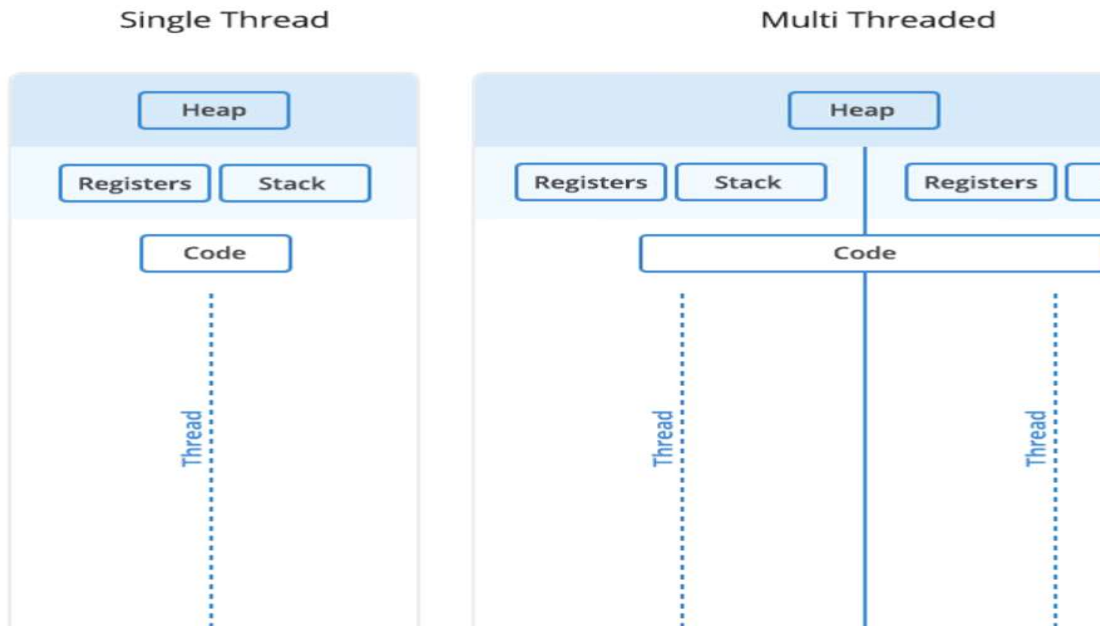 Single Thread
Multi Threaded
Heap
Heap
Registers
Stack
Registers
Stack
Registers
Code
Code
Thread
Thread
Thread